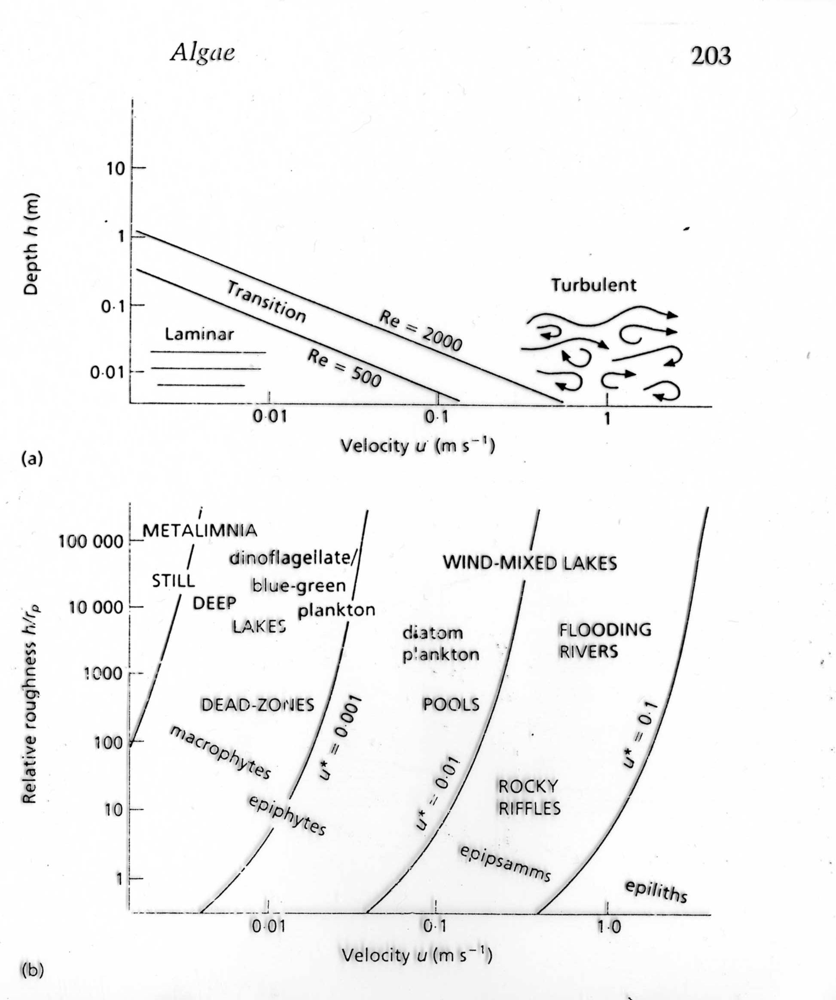 Algae 203
10
1
0·1
0·01
Depth h (m)
Transition
Laminar
Re = 2000
Re = 500
Turbulent
0·01 0·1 1
Velocity u (m s⁻¹)
(a)
i
METALIMNIA
100 000
dinoflagellate/
WIND-MIXED LAKES
STILL
blue-green
DEEP
10 000
plankton
LAKES
diatom
plankton
FLOODING
RIVERS
1000
DEAD-ZONES
POOLS
macrophytes
100
Relative roughness h/rₚ
u* = 0·001
u* = 0·01
u* = 0·1
epiphytes
ROCKY
RIFFLES
10
epipsamms
1
epiliths
0·01 0·1 1·0
Velocity u (m s⁻¹)
(b)